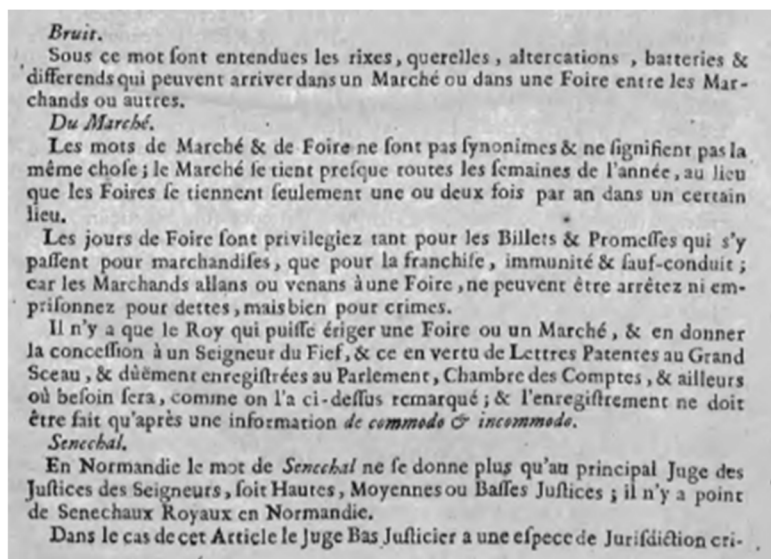 Bruit.
Sous ce mot ſont entendues les rixes, querelles, altercations, batteries &
differends qui peuvent arriver dans un Marché ou dans une Foire entre les Mar-
chands ou autres.
Du Marché.
Les mots de Marché & de Foire ne ſont pas ſynonimes & ne ſignifient pas la
même choſe; le Marché ſe tient preſque toutes les ſemaines de l'année, au lieu
que les Foires ſe tiennent ſeulement une ou deux fois par an dans un certain
lieu.
Les jours de Foire ſont privilegiez tant pour les Billets & Promeſſes qui s'y
paſſent pour marchandiſes, que pour la franchiſe, immunité & ſauf-conduit;
car les Marchands allans ou venans à une Foire, ne peuvent être arrêtez ni em-
priſonnez pour dettes, mais bien pour crimes.
Il n'y a que le Roy qui puiſſe ériger une Foire ou un Marché, & en donner
la conceſſion à un Seigneur du Fief, & ce en vertu de Lettres Patentes au Grand
Sceau, & dûëment enregiſtrées au Parlement, Chambre des Comptes, & ailleurs
où beſoin ſera, comme on l'a ci-deſſus remarqué; & l'enregiſtrement ne doit
être fait qu'après une information de commodo & incommodo.
Senechal.
En Normandie le mot de Senechal ne ſe donne plus qu'au principal Juge des
Juſtices des Seigneurs, ſoit Hautes, Moyennes ou Baſſes Juſtices; il n'y a point
de Senechaux Royaux en Normandie.
Dans le cas de cet Article le Juge Bas Juſticier a une eſpece de Juriſdiction cri-